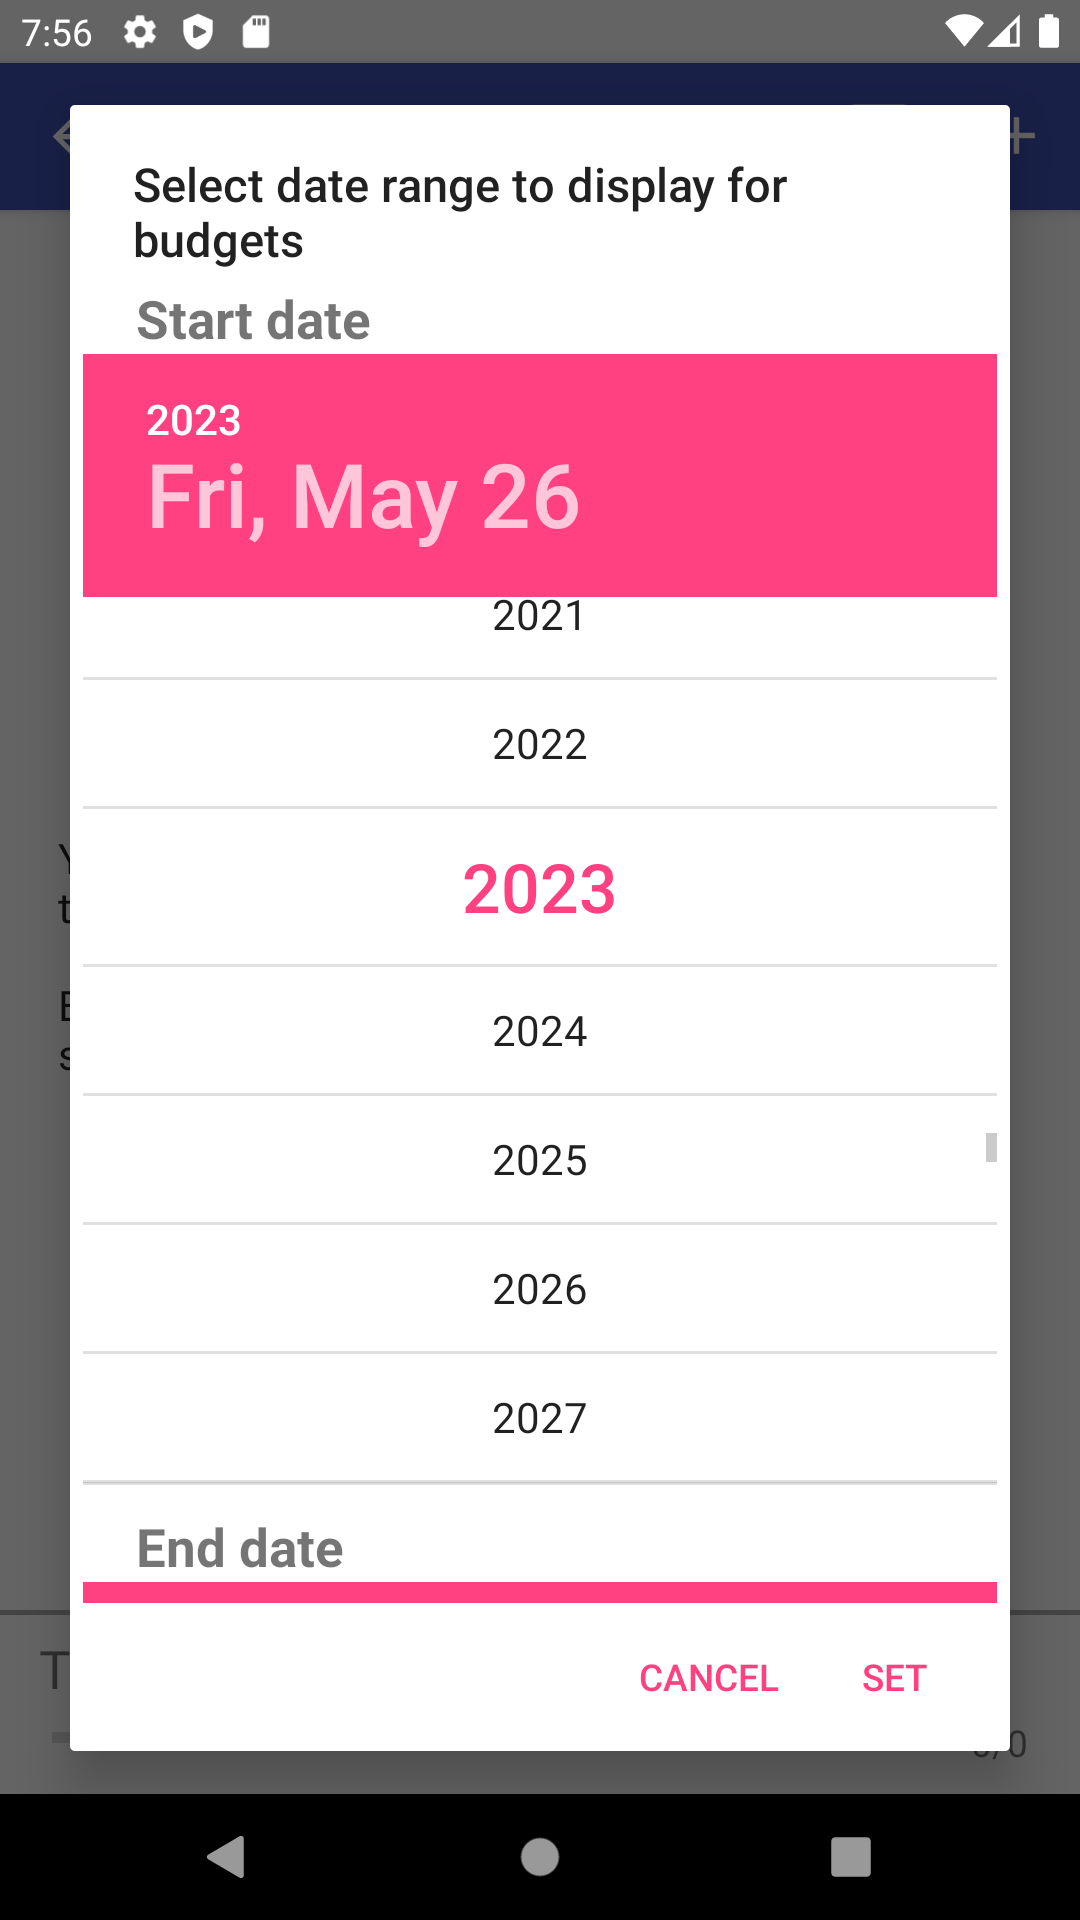 7:56
Select date range to display for
budgets
Start date
2023
Fri, May 26
2021
2022
2023
2024
2025
2026
2027
End date
CANCEL
SET